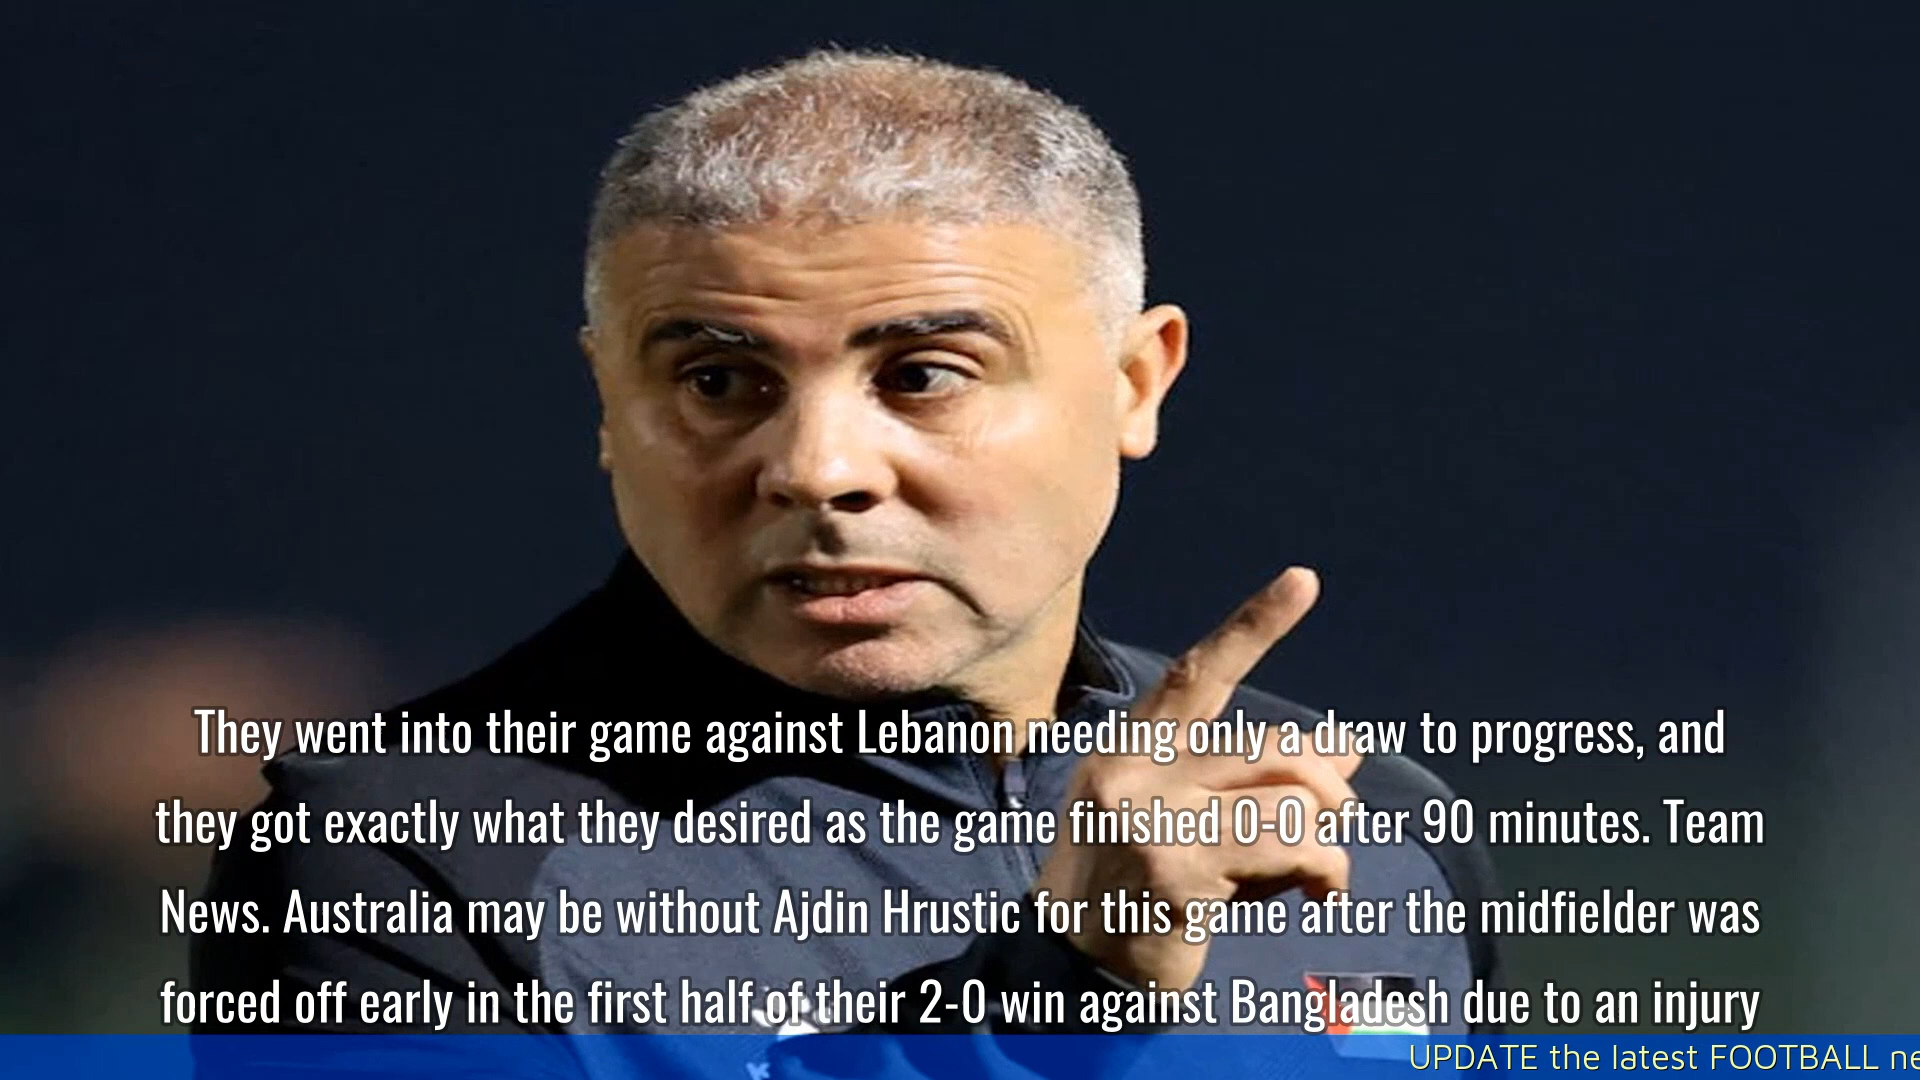 They went into their game against Lebanon needing only a draw to progress, and
they got exactly what they desired as the game finished 0-0 after 90 minutes. Team
News. Australia may be without Ajdin Hrustic for this game after the midfielder was
forced off early in the first half of their 2-0 win against Bangladesh due to an injury
UPDATE the latest FOOTBALL ne